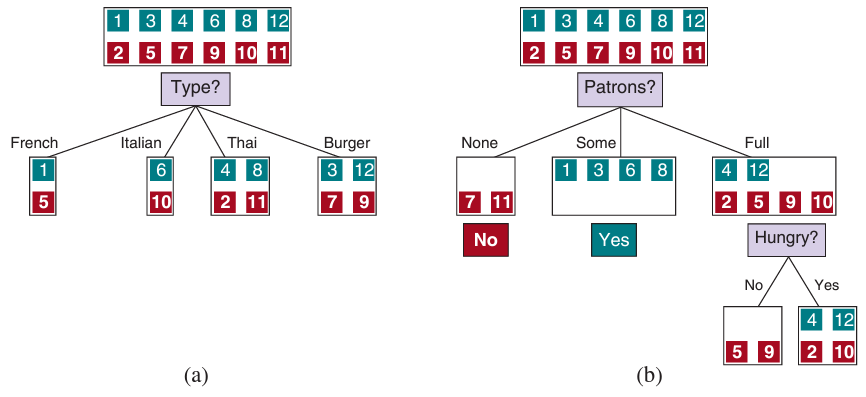 1 3 4 6 8 12
2 5 7 9 10 11
Type?
French Italian Thai Burger
1 6 4 8 3 12
5 10 2 11 7 9
(a)
1 3 4 6 8 12
2 5 7 9 10 11
Patrons?
None Some Full
1 3 6 8 4 12
7 11 2 5 9 10
No Yes Hungry?
No Yes
4 12
5 9 2 10
(b)